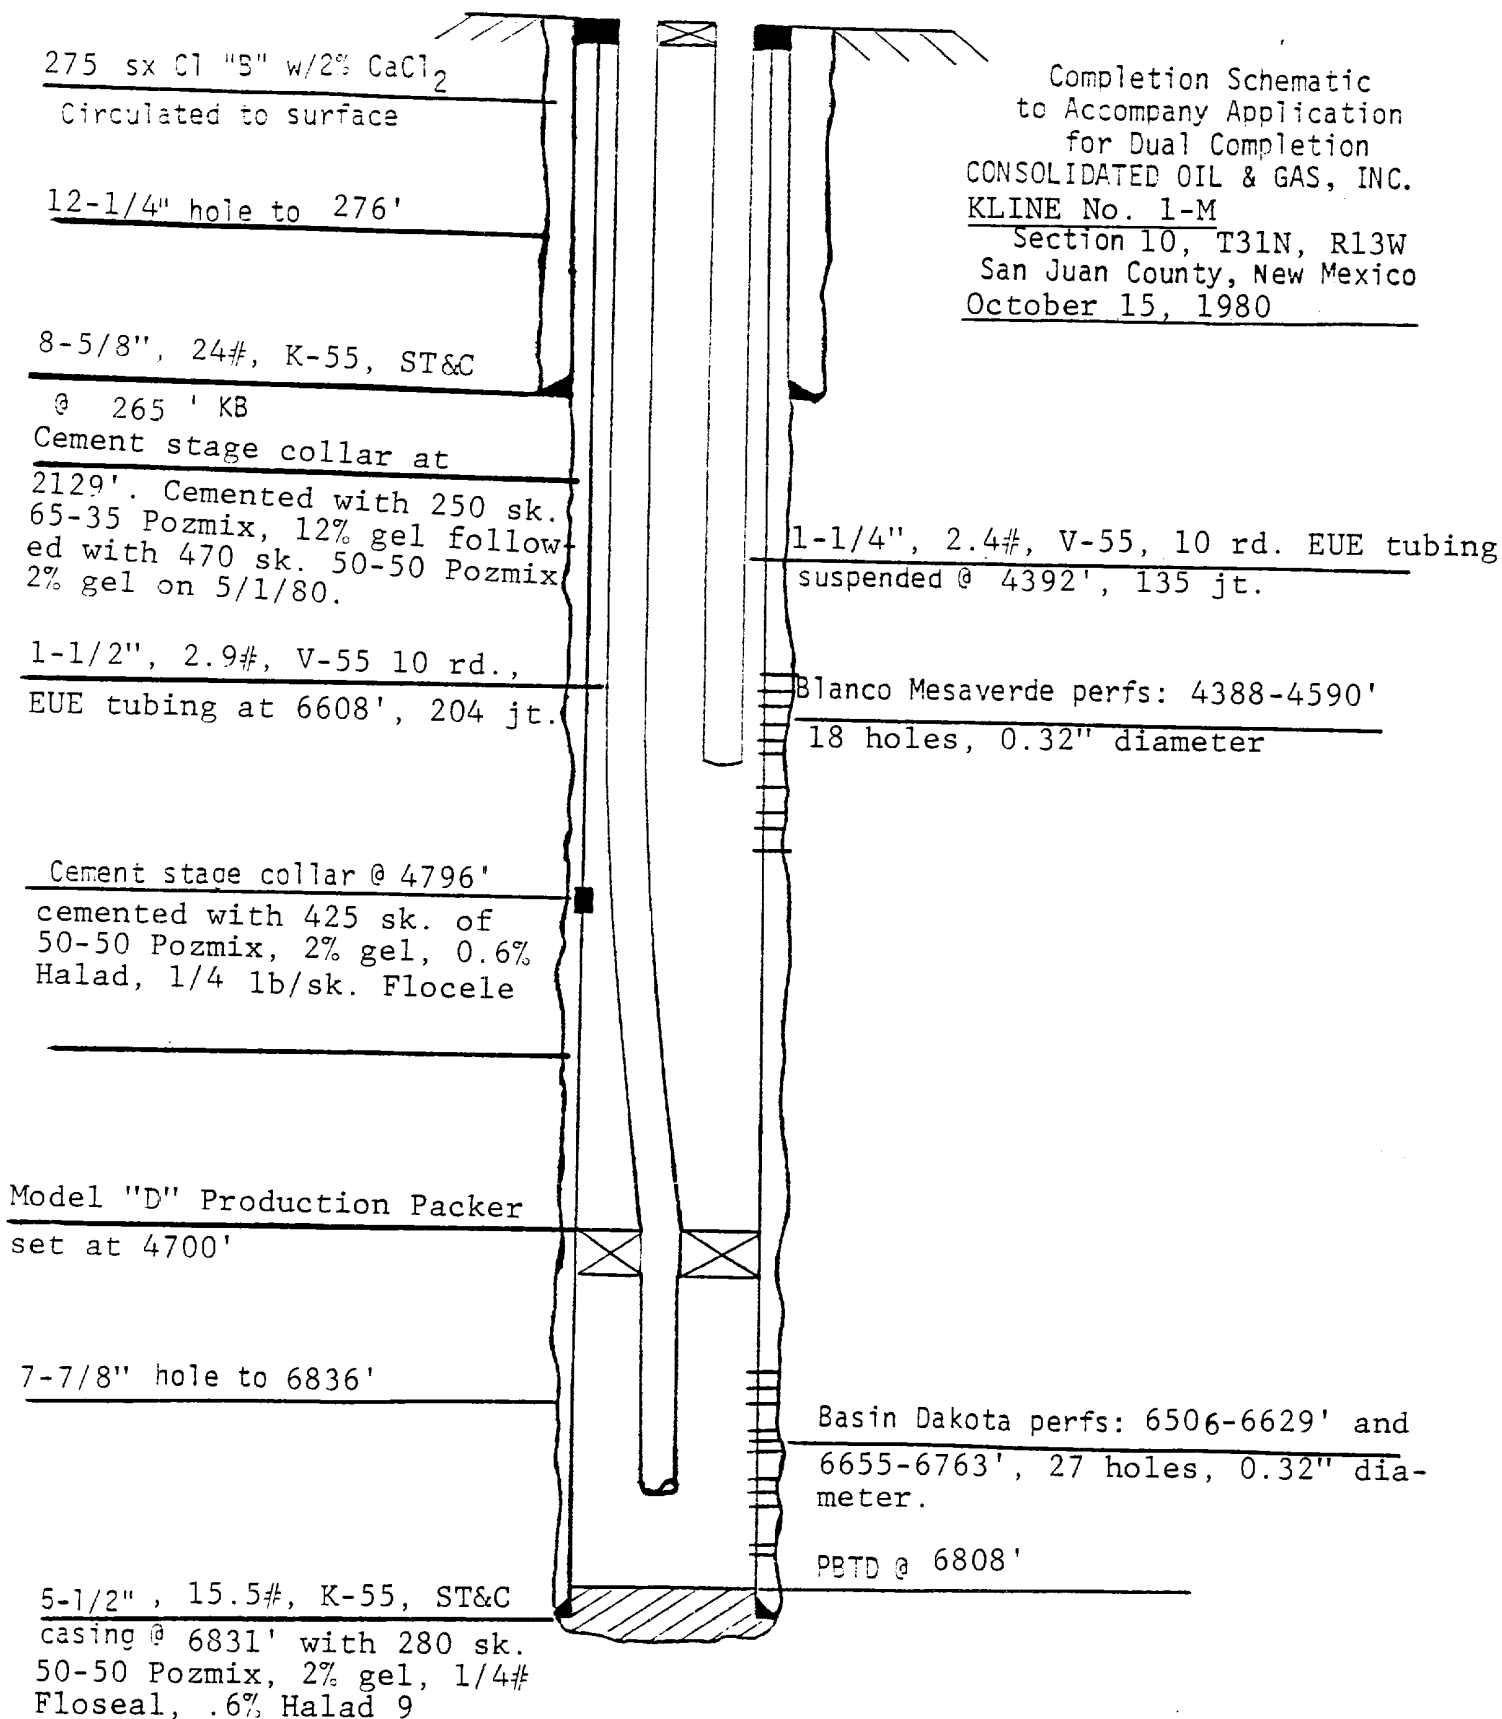 275 sx Cl "B" w/2% CaCl2
Circulated to surface
12-1/4" hole to 276'
8-5/8", 24#, K-55, ST&C
@ 265 ' KB
Cement stage collar at
2129'. Cemented with 250 sk.
65-35 Pozmix, 12% gel follow-
ed with 470 sk. 50-50 Pozmix
2% gel on 5/1/80.
1-1/2", 2.9#, V-55 10 rd.,
EUE tubing at 6608', 204 jt.
Cement stage collar @ 4796'
cemented with 425 sk. of
50-50 Pozmix, 2% gel, 0.6%
Halad, 1/4 lb/sk. Flocele
Model "D" Production Packer
set at 4700'
7-7/8" hole to 6836'
5-1/2", 15.5#, K-55, ST&C
casing @ 6831' with 280 sk.
50-50 Pozmix, 2% gel, 1/4#
Floseal, .6% Halad 9
Completion Schematic
to Accompany Application
for Dual Completion
CONSOLIDATED OIL & GAS, INC.
KLINE No. 1-M
Section 10, T31N, R13W
San Juan County, New Mexico
October 15, 1980
1-1/4", 2.4#, V-55, 10 rd. EUE tubing
suspended @ 4392', 135 jt.
Blanco Mesaverde perfs: 4388-4590'
18 holes, 0.32" diameter
Basin Dakota perfs: 6506-6629' and
6655-6763', 27 holes, 0.32" dia-
meter.
PBTD @ 6808'